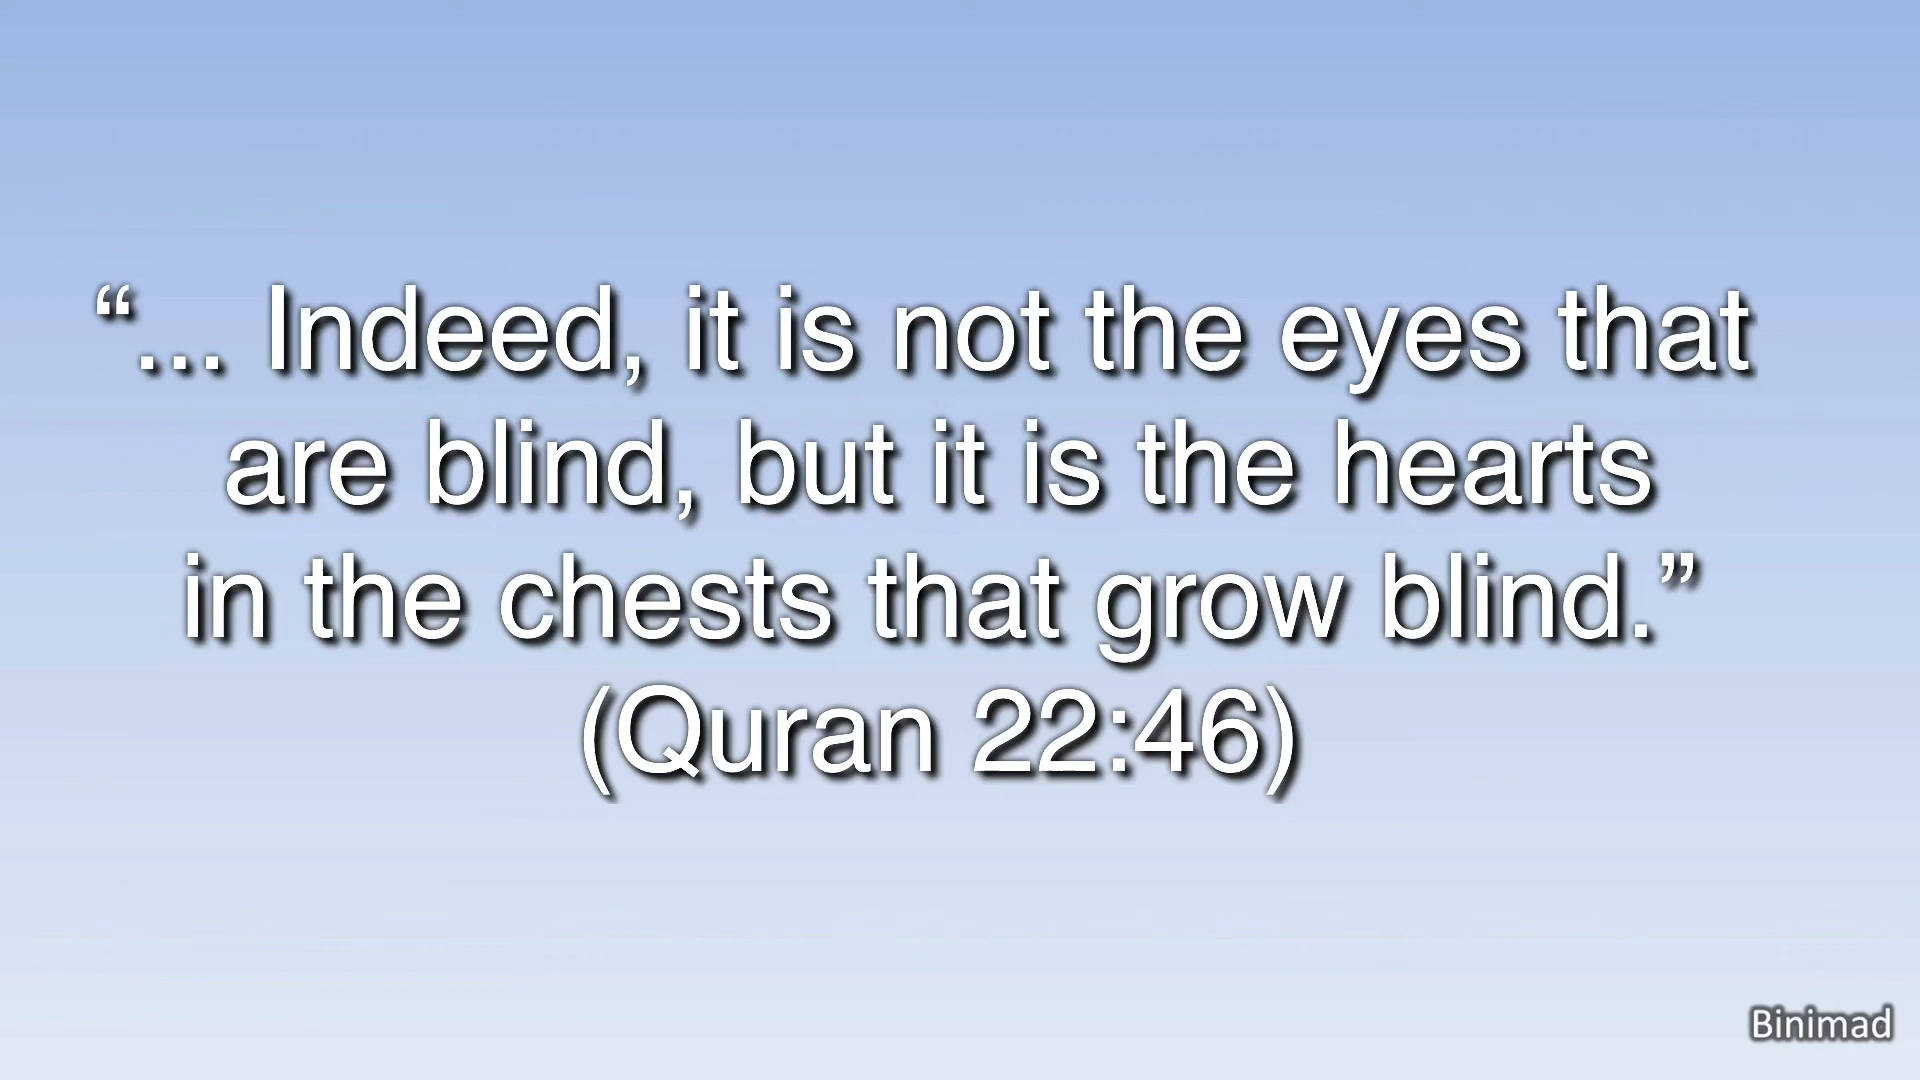 “... Indeed, it is not the eyes that
are blind, but it is the hearts
in the chests that grow blind.”
(Quran 22:46)
Binimad